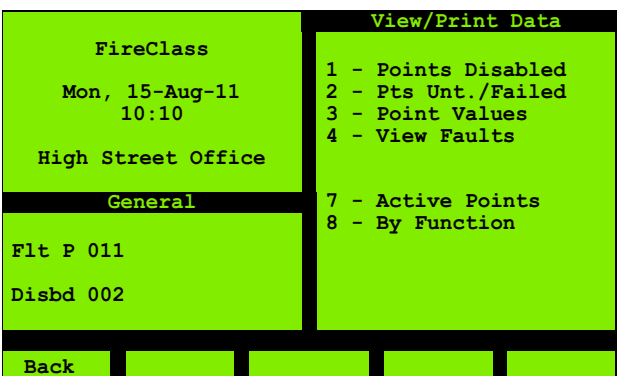 FireClass
Mon, 15-Aug-11
10:10
High Street Office
General
Flt P 011
Disbd 002
View/Print Data
1 - Points Disabled
2 - Pts Unt./Failed
3 - Point Values
4 - View Faults
7 - Active Points
8 - By Function
Back